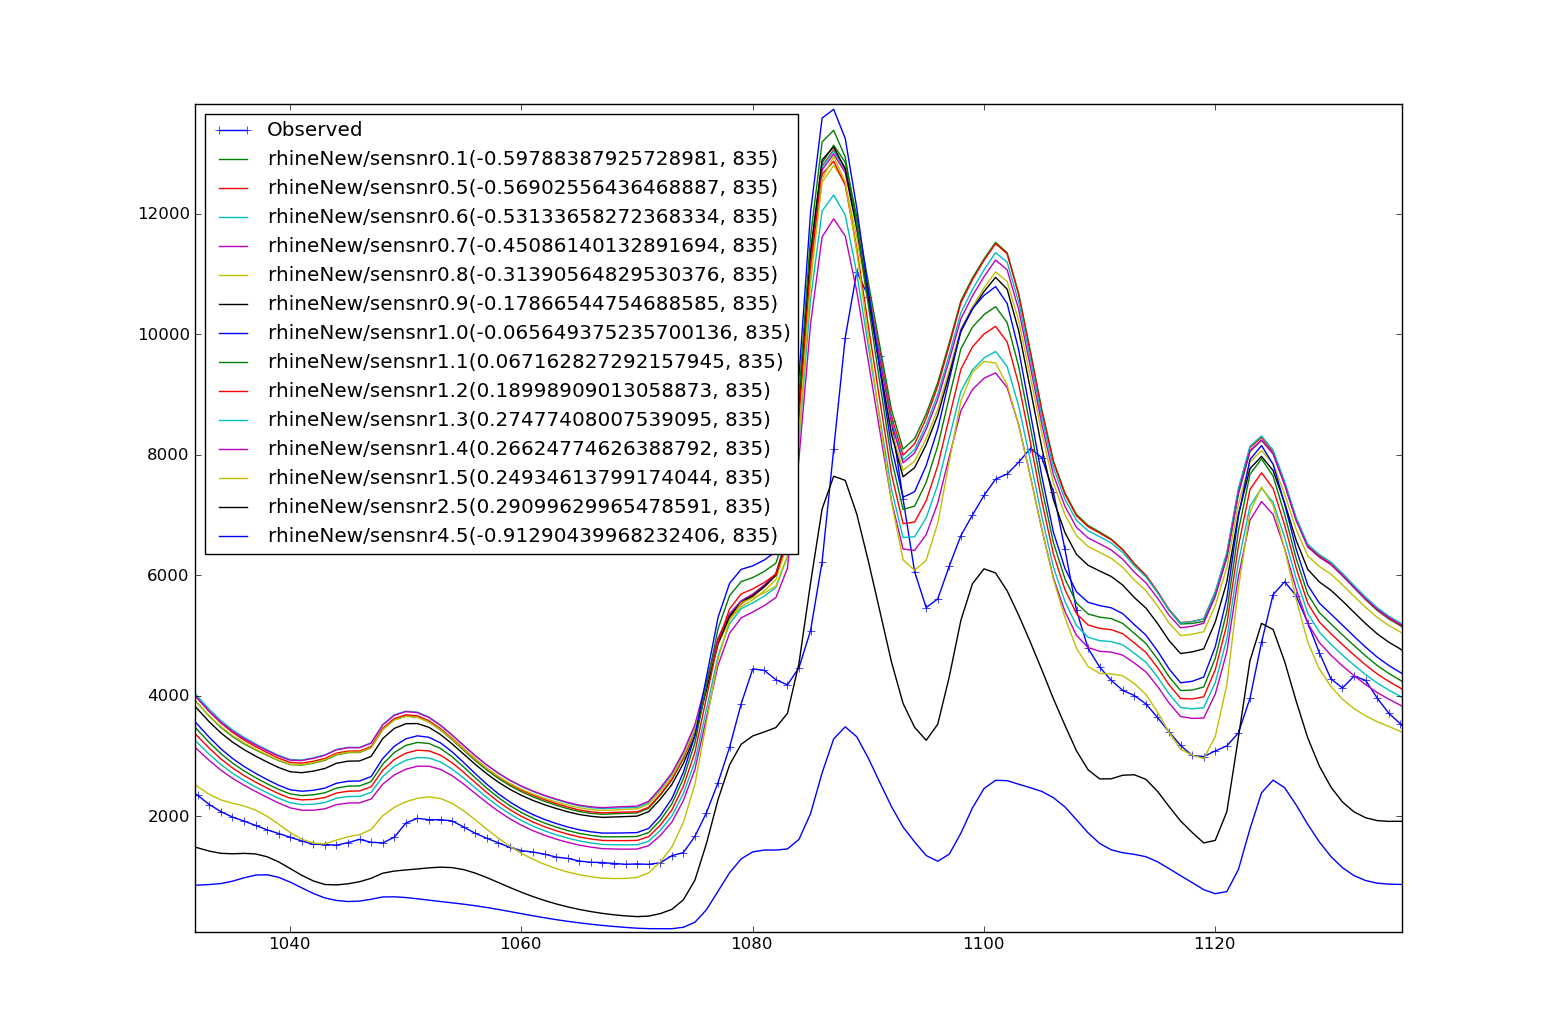 Observed
rhineNew/sensnr0.1(-0.59788387925728981, 835)
rhineNew/sensnr0.5(-0.56902556436468887, 835)
rhineNew/sensnr0.6(-0.53133658272368334, 835)
rhineNew/sensnr0.7(-0.45086140132891694, 835)
rhineNew/sensnr0.8(-0.31390564829530376, 835)
rhineNew/sensnr0.9(-0.17866544754688585, 835)
rhineNew/sensnr1.0(-0.065649375235700136, 835)
rhineNew/sensnr1.1(0.067162827292157945, 835)
rhineNew/sensnr1.2(0.18998909013058873, 835)
rhineNew/sensnr1.3(0.27477408007539095, 835)
rhineNew/sensnr1.4(0.26624774626388792, 835)
rhineNew/sensnr1.5(0.24934613799174044, 835)
rhineNew/sensnr2.5(0.29099629965478591, 835)
rhineNew/sensnr4.5(-0.91290439968232406, 835)
12000
10000
8000
6000
4000
2000
1040 1060 1080 1100 1120